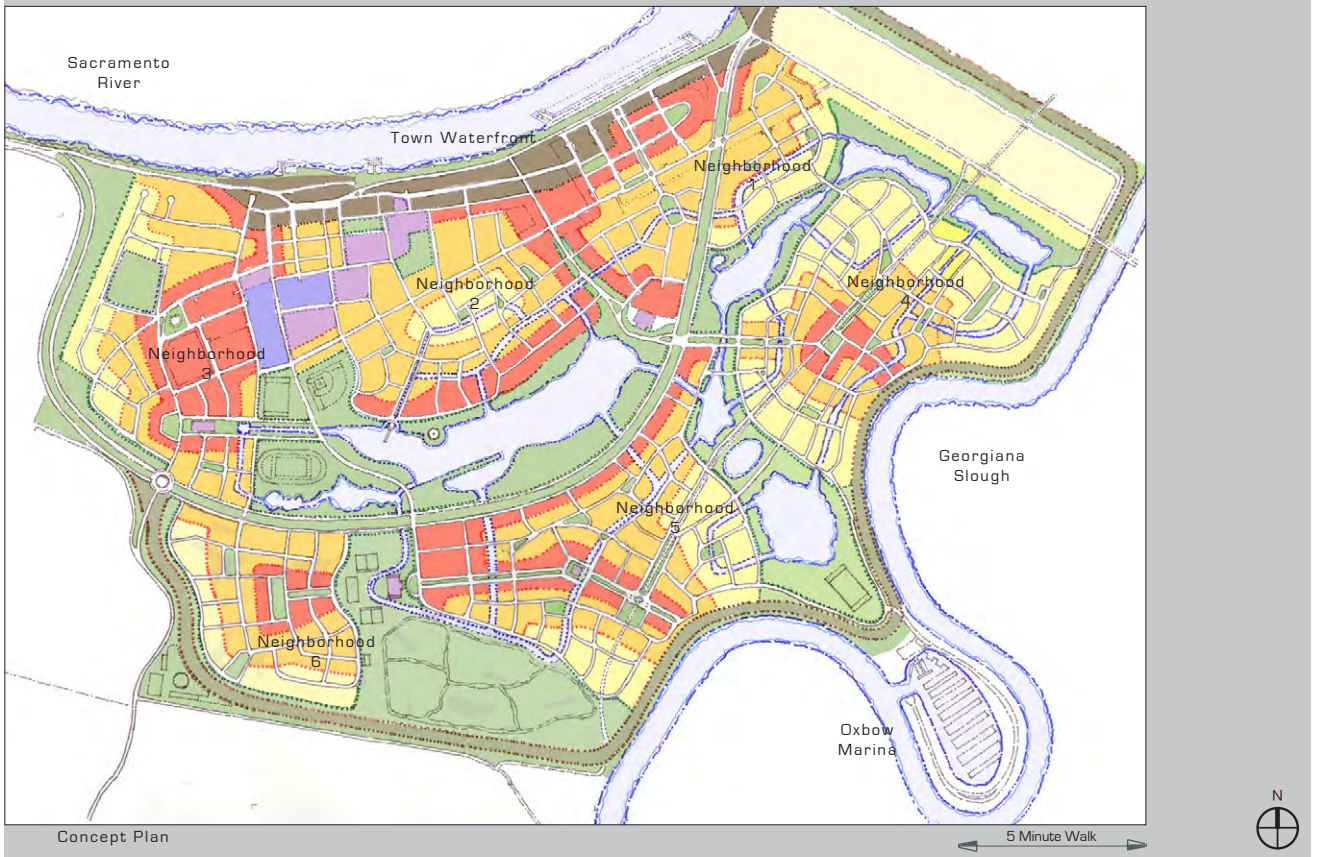 Sacramento
River
Town Waterfront
Neighborhood
1
Neighborhood
2
Neighborhood
4
Neighborhood
3
Georgiana
Slough
Neighborhood
5
Neighborhood
6
Oxbow
Marina
N
Concept Plan
5 Minute Walk